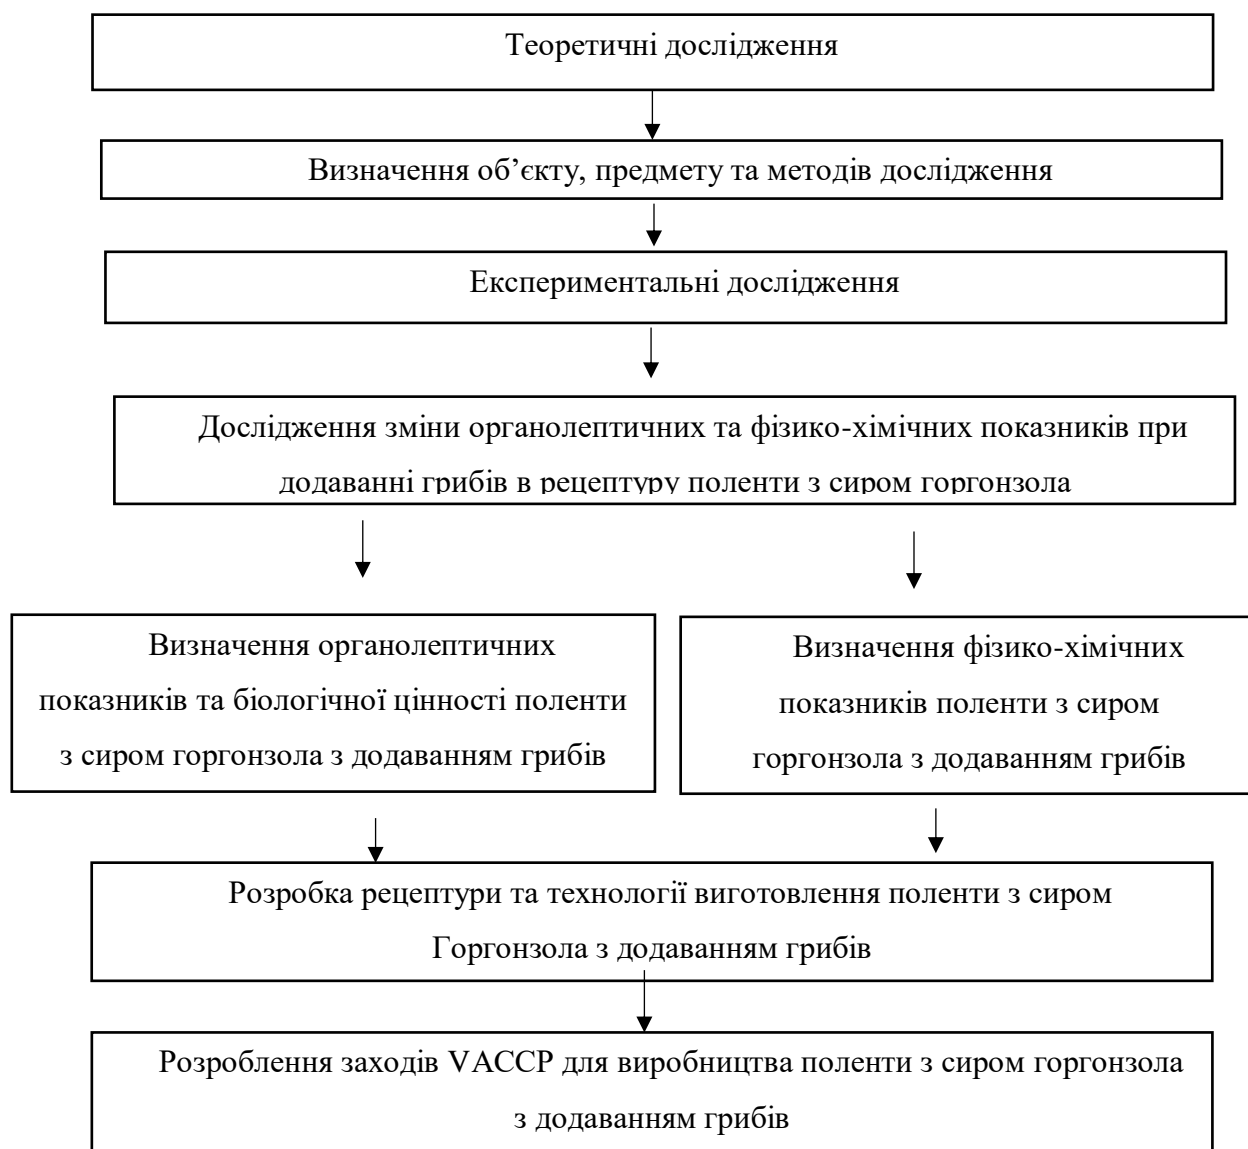 Теоретичні дослідження
Визначення об’єкту, предмету та методів дослідження
Експериментальні дослідження
Дослідження зміни органолептичних та фізико-хімічних показників при
додаванні грибів в рецептуру поленти з сиром горгонзола
Визначення органолептичних
показників та біологічної цінності поленти
з сиром горгонзола з додаванням грибів
Визначення фізико-хімічних
показників поленти з сиром
горгонзола з додаванням грибів
Розробка рецептури та технології виготовлення поленти з сиром
Горгонзола з додаванням грибів
Розроблення заходів VACCP для виробництва поленти з сиром горгонзола
з додаванням грибів